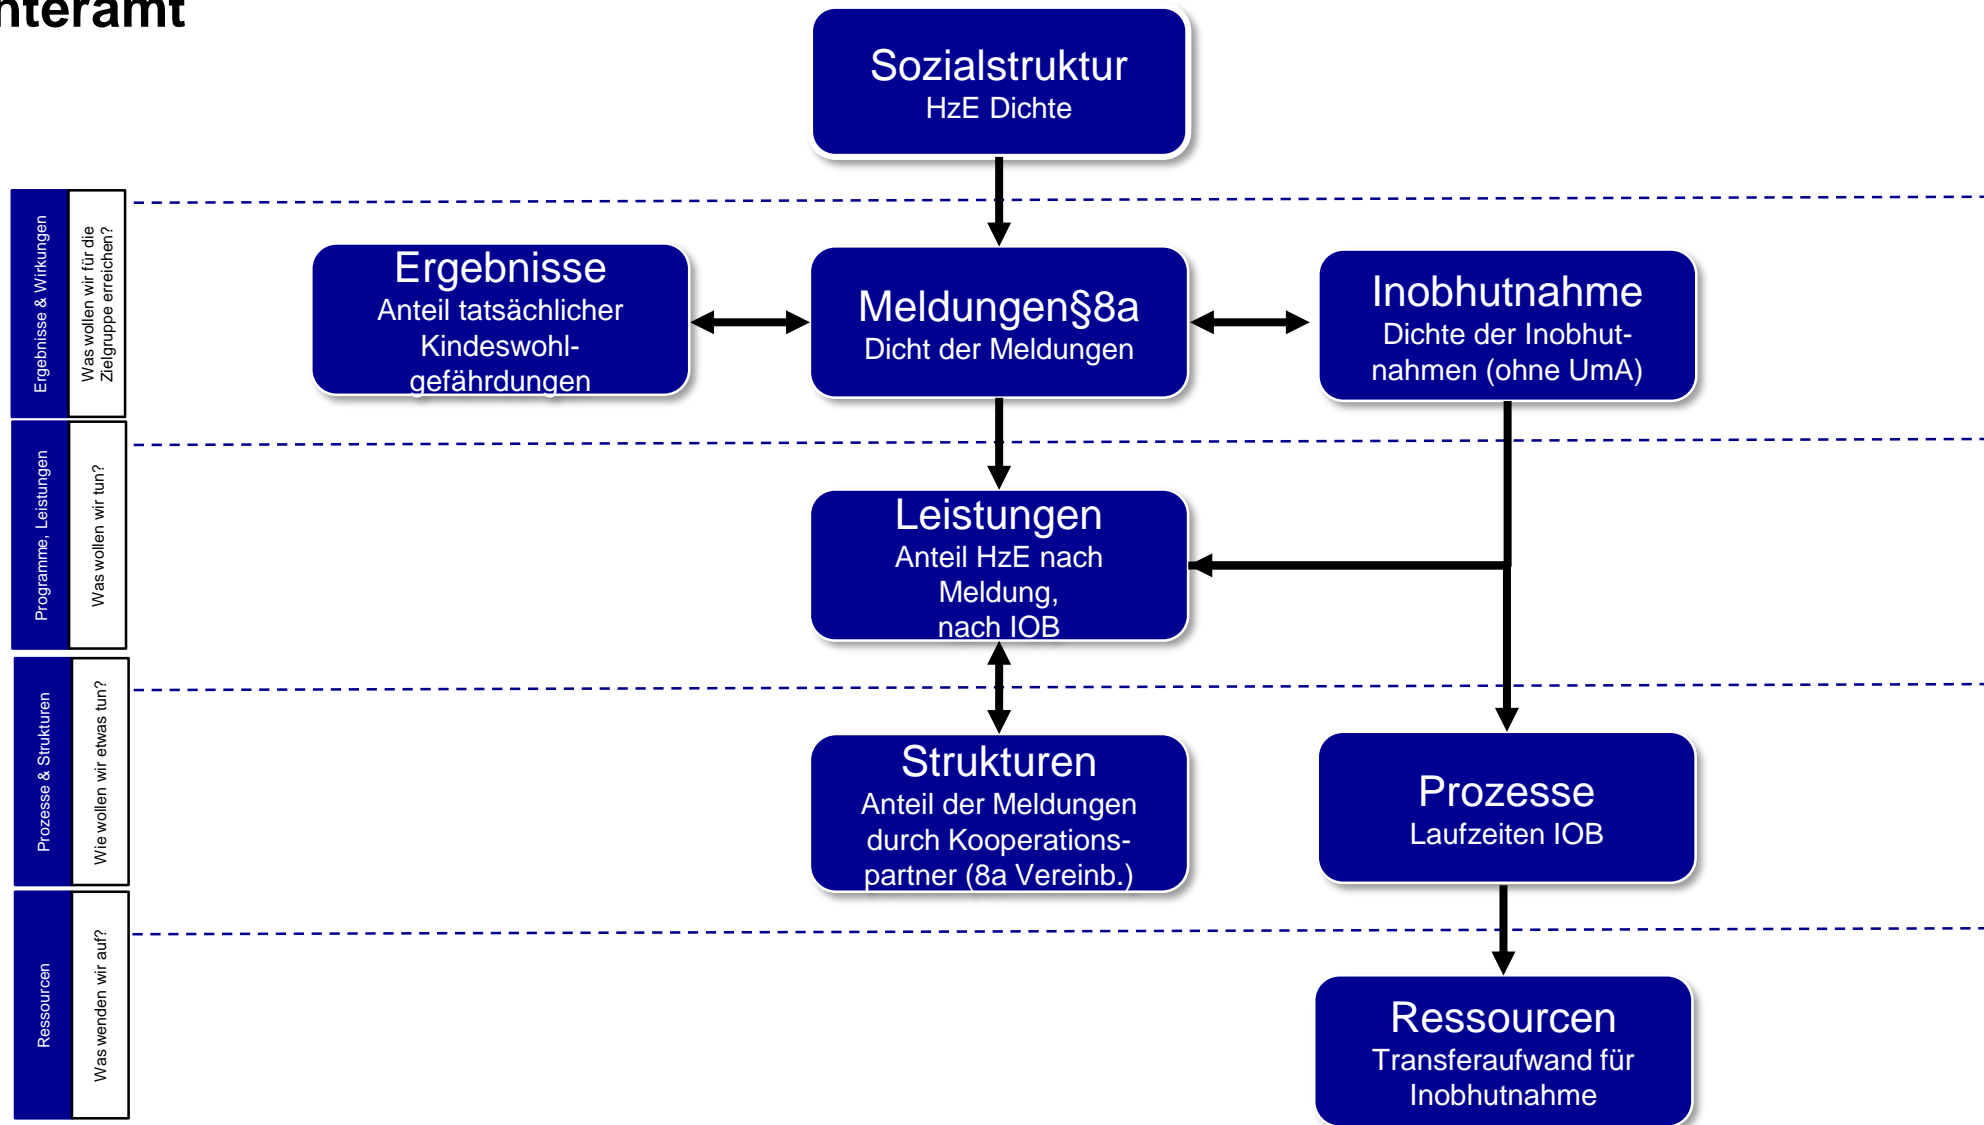 nteramt
Sozialstruktur
HzE Dichte
Ergebnisse & Wirkungen
Was wollen wir für die
Zielgruppe erreichen?
Ergebnisse
Anteil tatsächlicher
Kindeswohl-
gefährdungen
Meldungen§8a
Dicht der Meldungen
Inobhutnahme
Dichte der Inobhut-
nahmen (ohne UmA)
Programme, Leistungen
Was wollen wir tun?
Leistungen
Anteil HzE nach
Meldung,
nach IOB
Prozesse & Strukturen
Wie wollen wir etwas tun?
Strukturen
Anteil der Meldungen
durch Kooperations-
partner (8a Vereinb.)
Prozesse
Laufzeiten IOB
Ressourcen
Was wenden wir auf?
Ressourcen
Transferaufwand für
Inobhutnahme